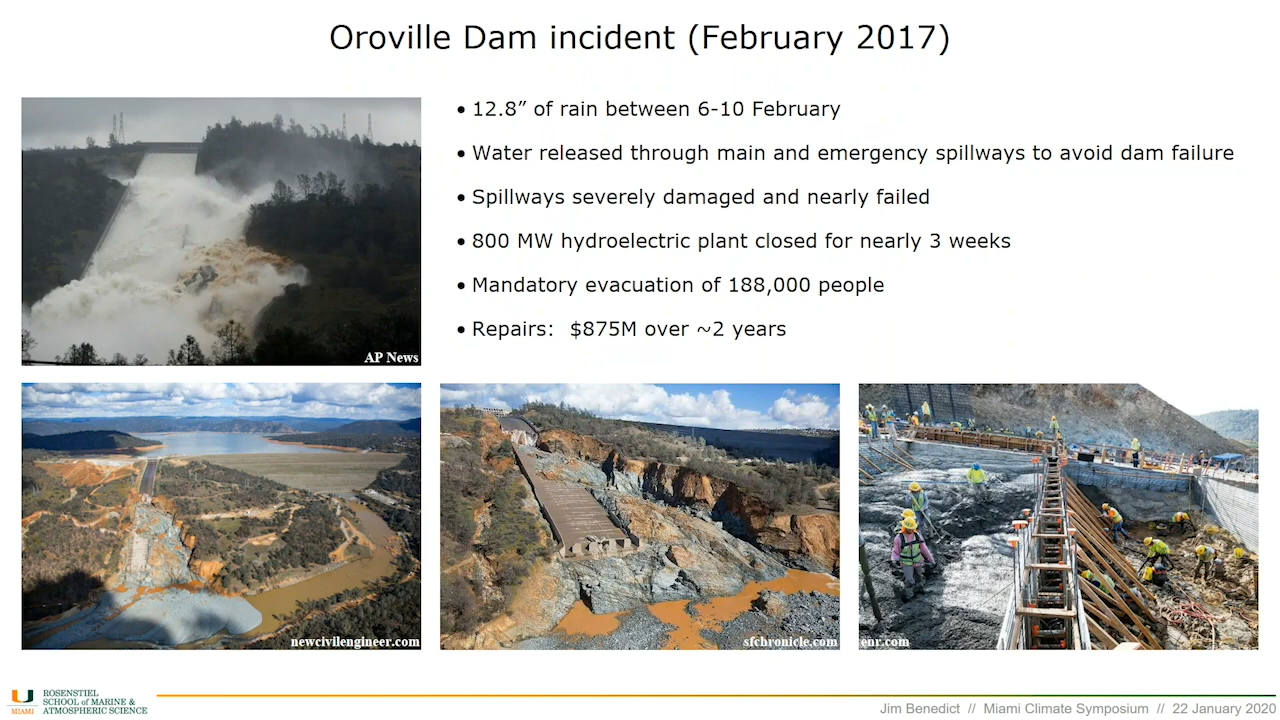 Oroville Dam incident (February 2017)
• 12.8” of rain between 6-10 February
• Water released through main and emergency spillways to avoid dam failure
• Spillways severely damaged and nearly failed
• 800 MW hydroelectric plant closed for nearly 3 weeks
• Mandatory evacuation of 188,000 people
• Repairs:  $875M over ~2 years
AP News
newcivilengineer.com
sfchronicle.com
enr.com
U
MIAMI
ROSENSTIEL
SCHOOL of MARINE &
ATMOSPHERIC SCIENCE
Jim Benedict // Miami Climate Symposium // 22 January 2020